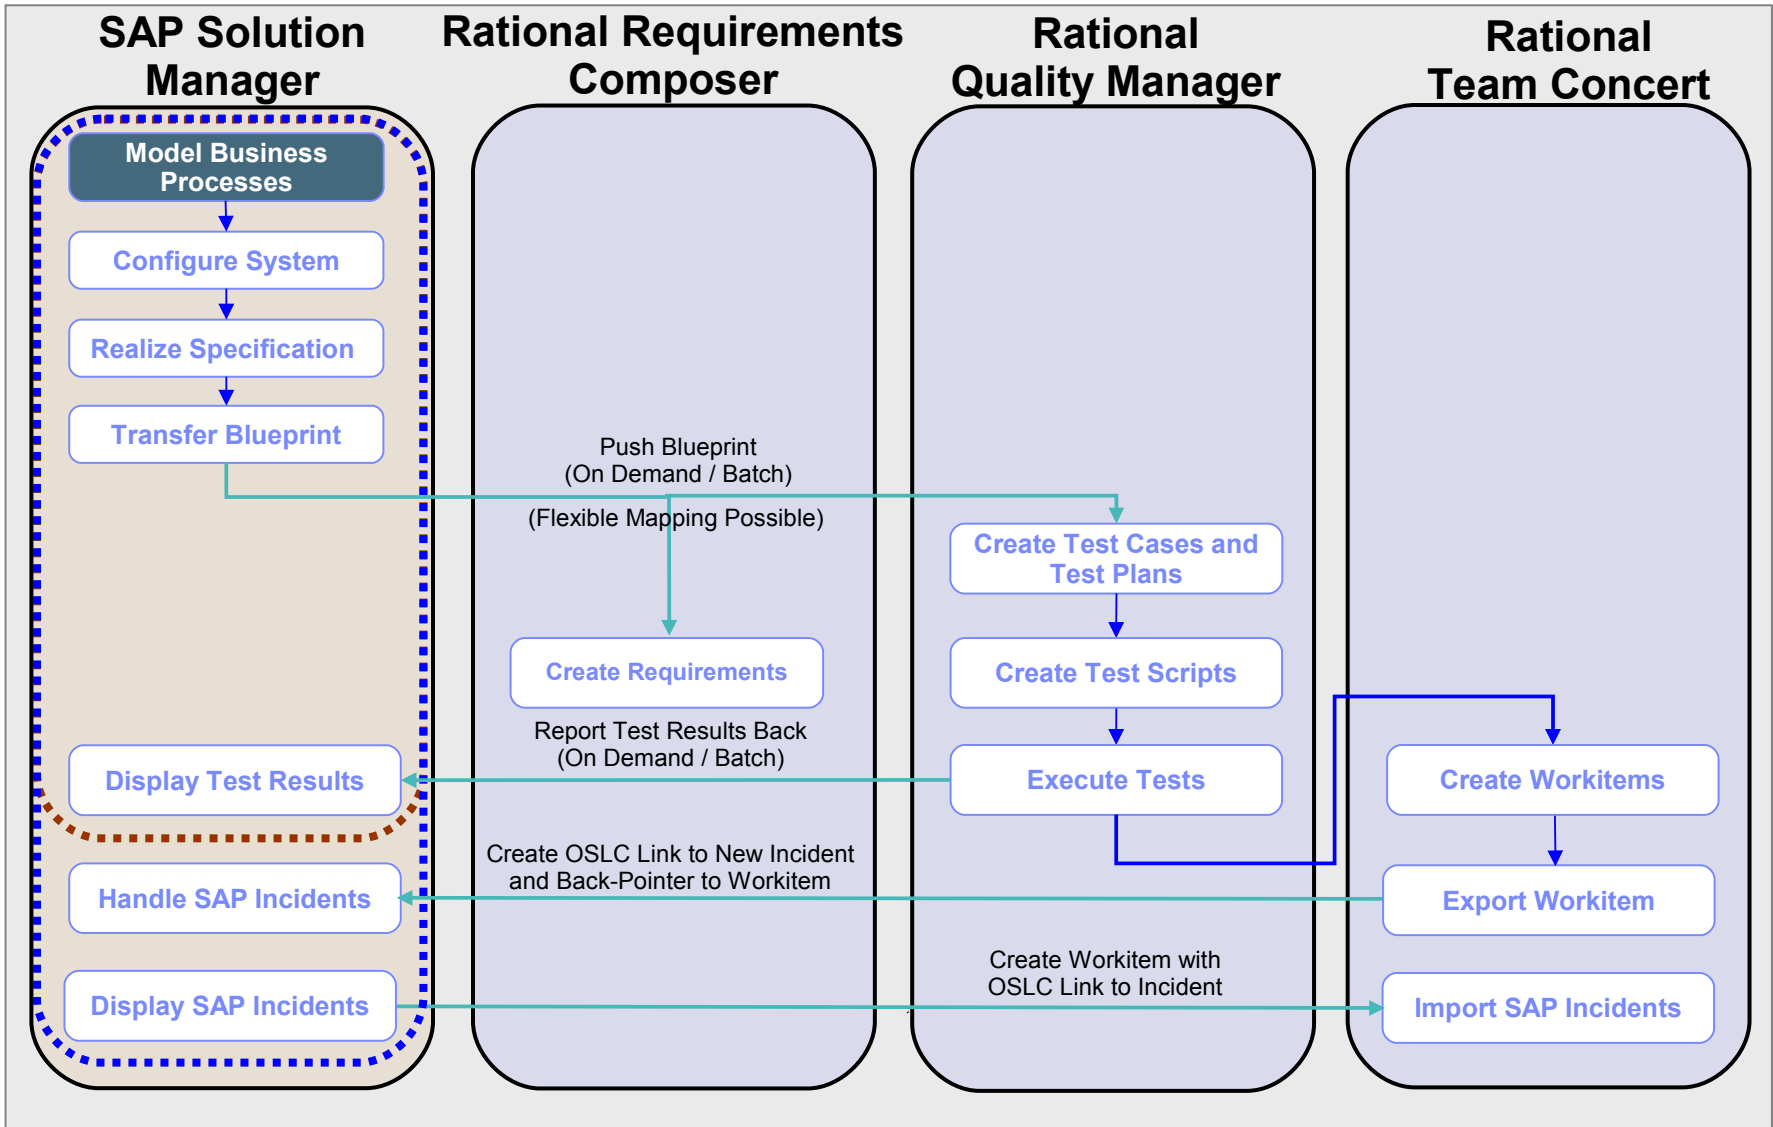 SAP Solution
Manager
Rational Requirements
Composer
Rational
Quality Manager
Rational
Team Concert
Model Business
Processes
Configure System
Realize Specification
Transfer Blueprint
Push Blueprint
(On Demand / Batch)
(Flexible Mapping Possible)
Create Test Cases and
Test Plans
Create Requirements
Create Test Scripts
Report Test Results Back
(On Demand / Batch)
Display Test Results
Execute Tests
Create Workitems
Create OSLC Link to New Incident
and Back-Pointer to Workitem
Handle SAP Incidents
Export Workitem
Create Workitem with
OSLC Link to Incident
Display SAP Incidents
Import SAP Incidents